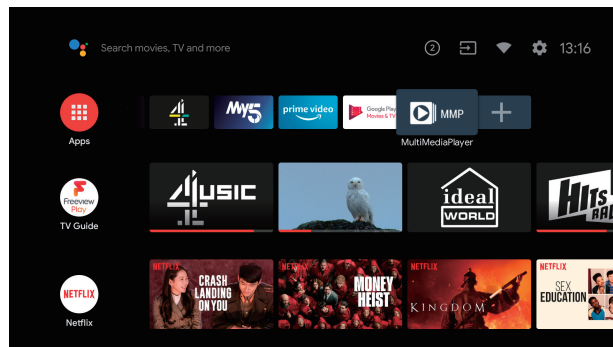 Search movies, TV and more
2
13:16
4
My5
prime video
Google Play
Movies & TV
MMP
Apps
MultiMediaPlayer
Freeview
Play
TV Guide
4MUSIC
ideal
WORLD
HITS
RAD
NETFLIX
Netflix
NETFLIX
CRASH
LANDING
ON YOU
NETFLIX
MONEY
HEIST
NETFLIX
KINGDOM
NETFLIX
SEX
EDUCATION